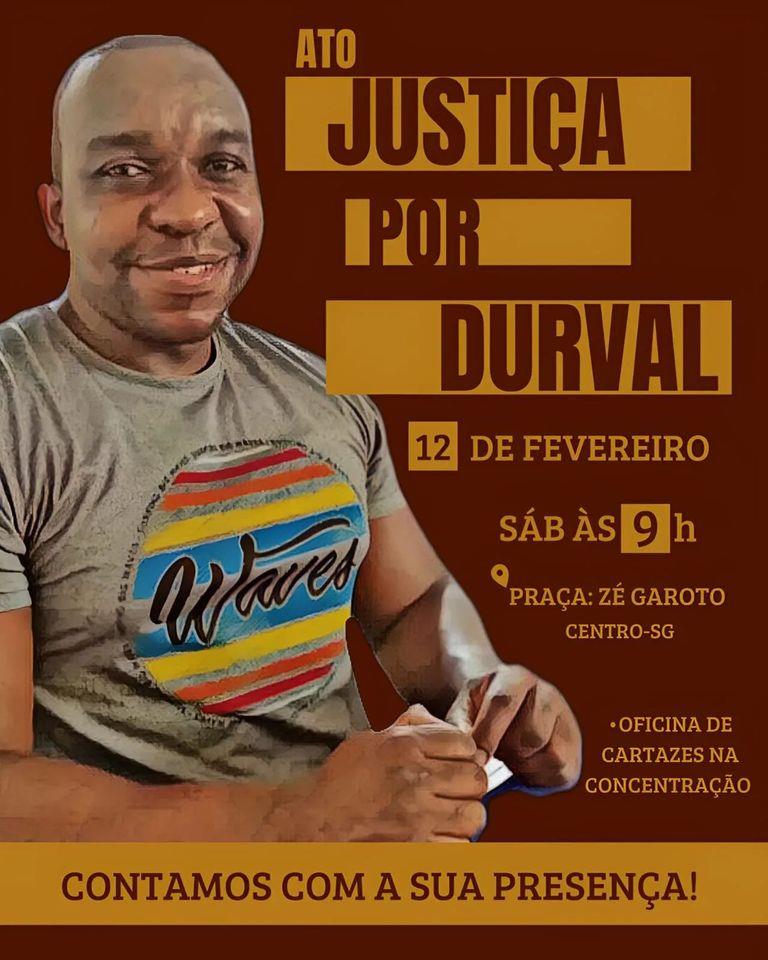 ATO
JUSTIÇA
POR
DURVAL
12 DE FEVEREIRO
SÁB ÀS 9 h
PRAÇA: ZÉ GAROTO
CENTRO-SG
Waves
•OFICINA DE
CARTAZES NA
CONCENTRAÇÃO
CONTAMOS COM A SUA PRESENÇA!